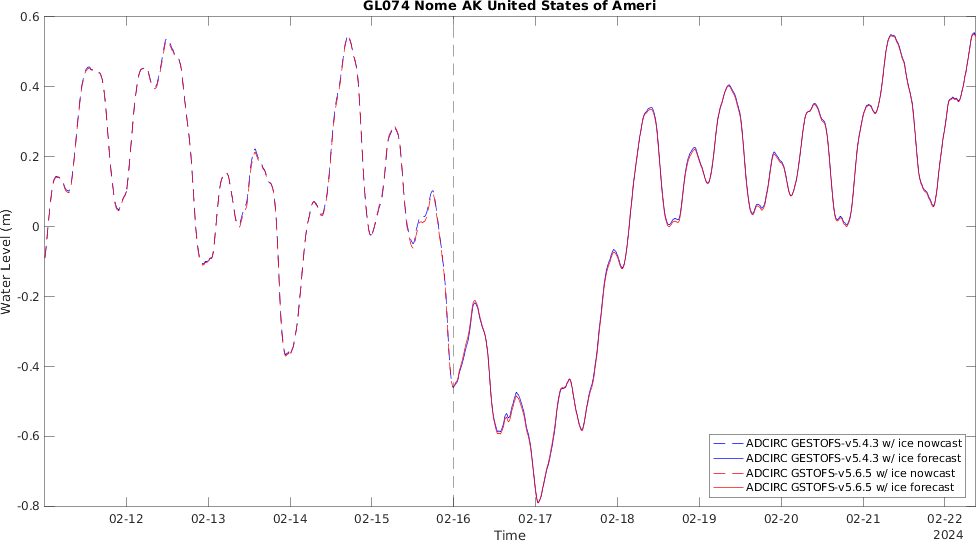 GL074 Nome AK United States of Ameri
0.6
0.4
0.2
0
-0.2
-0.4
-0.6
-0.8
Water Level (m)
ADCIRC GESTOFS-v5.4.3 w/ ice nowcast
ADCIRC GESTOFS-v5.4.3 w/ ice forecast
ADCIRC GSTOFS-v5.6.5 w/ ice nowcast
ADCIRC GSTOFS-v5.6.5 w/ ice forecast
02-12 02-13 02-14 02-15 02-16 02-17 02-18 02-19 02-20 02-21 02-22
Time 2024